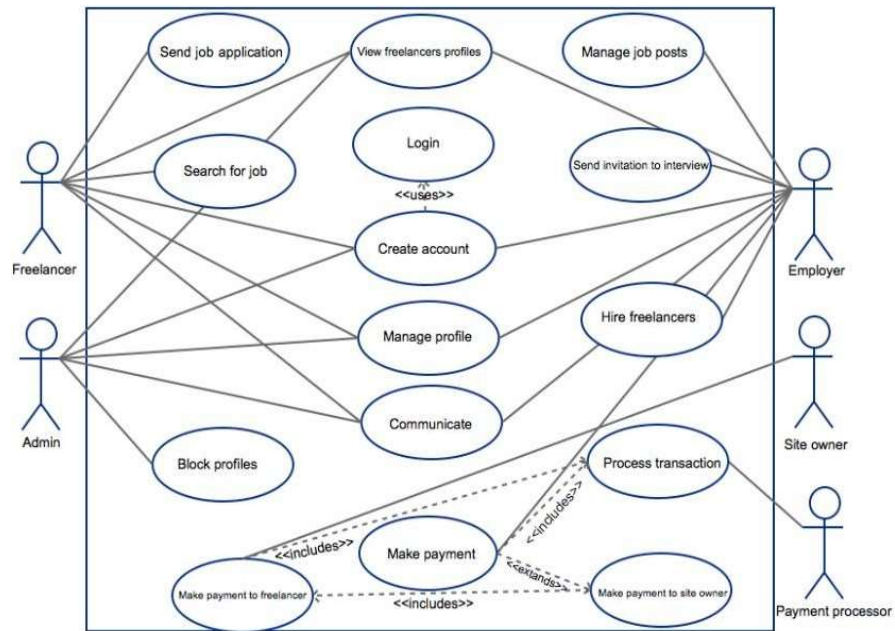 Send job application
View freelancers profiles
Manage job posts
Login
Search for job
Send invitation to interview
<<uses>>
Freelancer
Create account
Employer
Hire freelancers
Manage profile
Communicate
Admin
Site owner
Block profiles
Process transaction
<<includes>>
<<includes>>
Make payment
<<extands>>
Make payment to freelancer
<<includes>>
Make payment to site owner
Payment processor